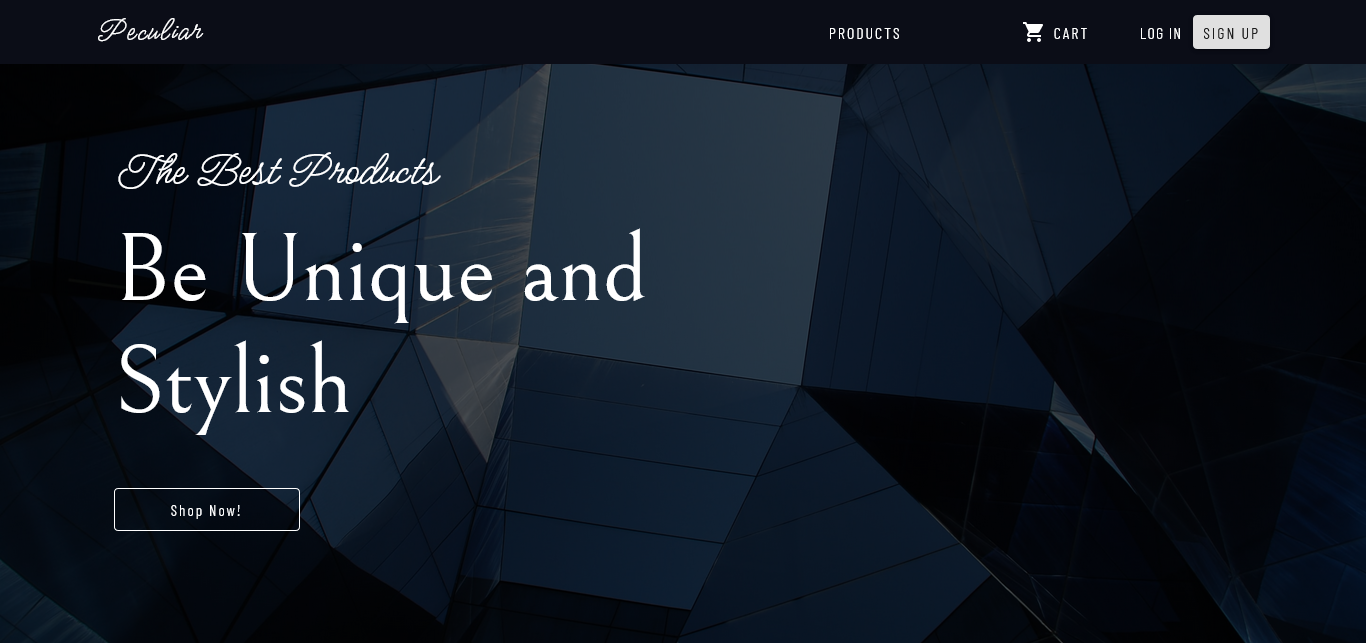 Peculiar
PRODUCTS
CART
LOG IN
SIGN UP
The Best Products
Be Unique and
Stylish
Shop Now!